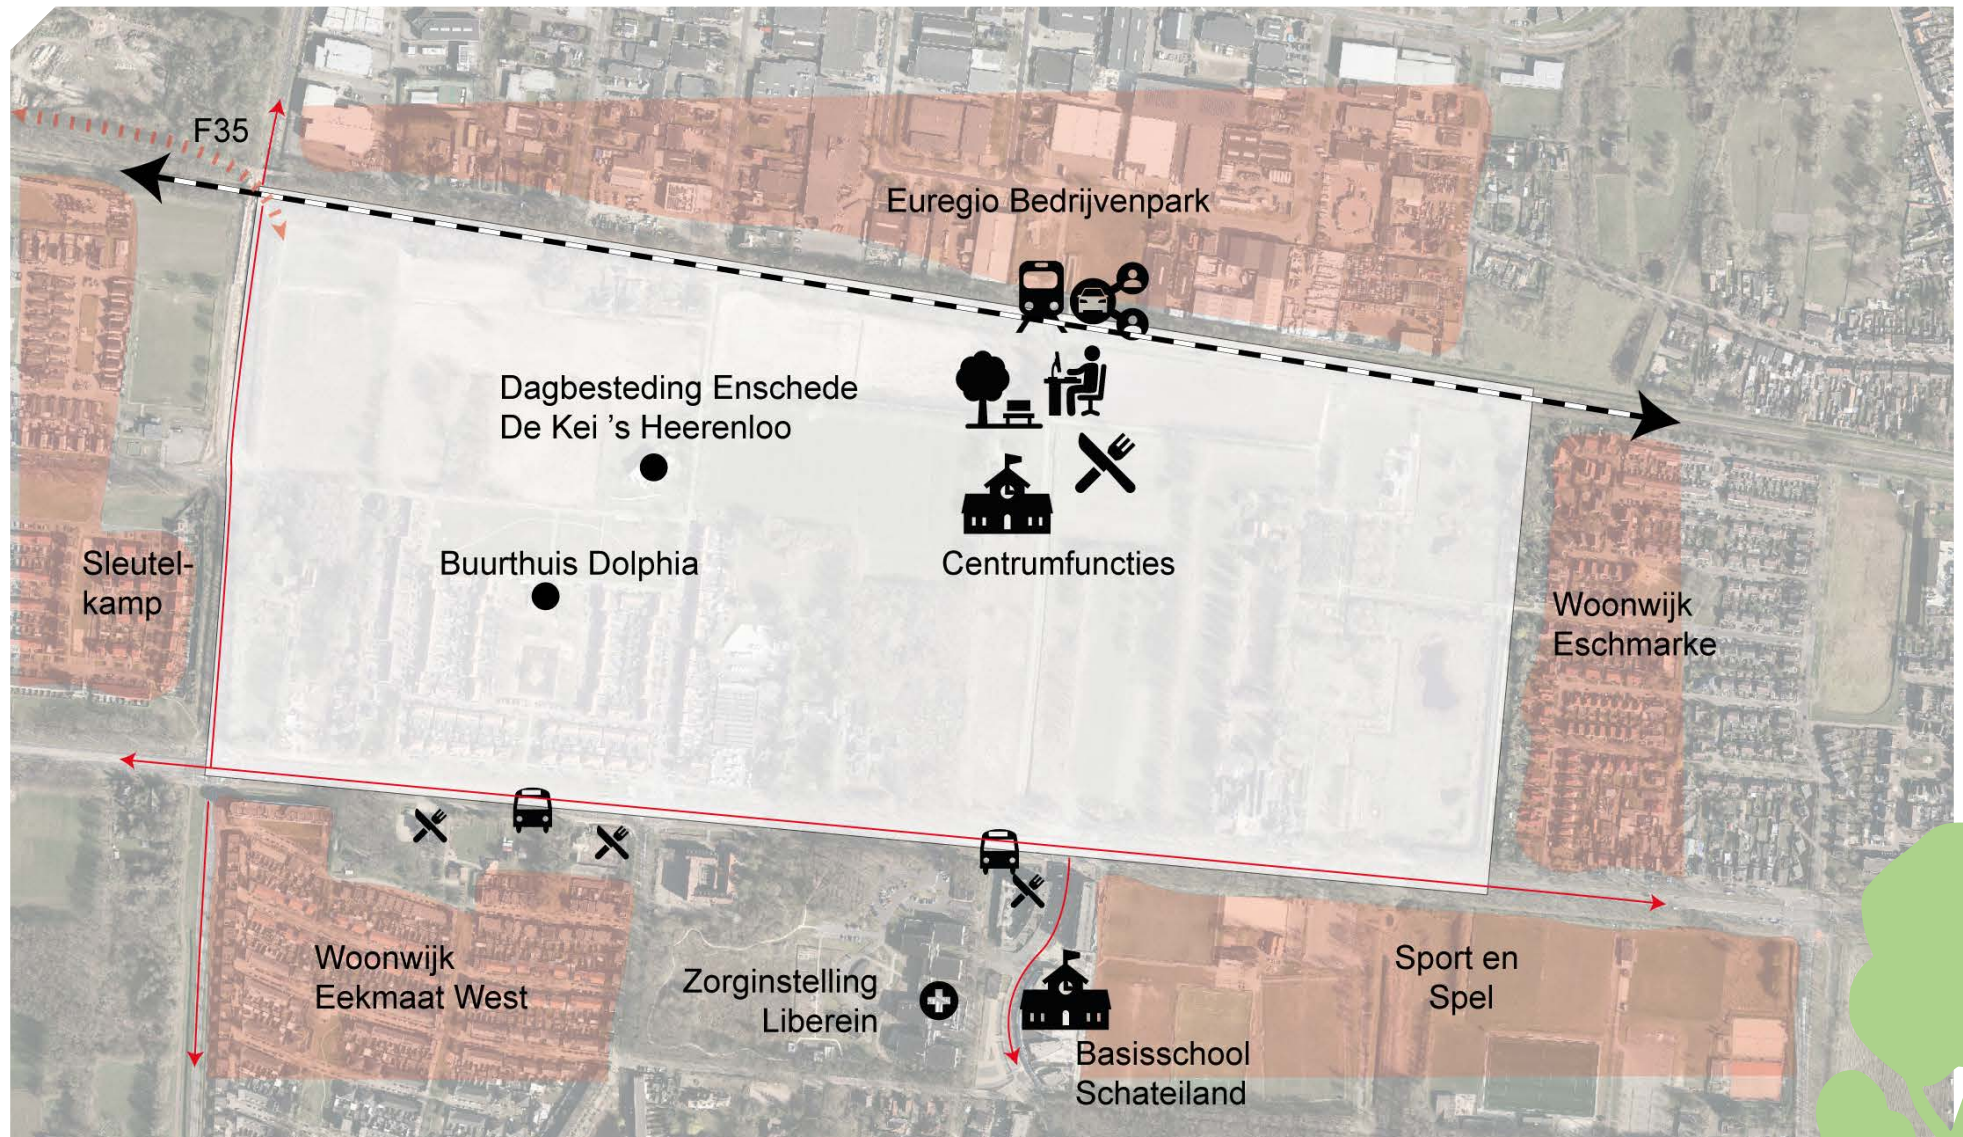 F35
Euregio Bedrijvenpark
Dagbesteding Enschede
De Kei 's Heerenloo
Buurthuis Dolphia
Centrumfuncties
Sleutel-
kamp
Woonwijk
Eschmarke
Woonwijk
Eekmaat West
Zorginstelling
Liberein
Sport en
Spel
Basisschool
Schateiland